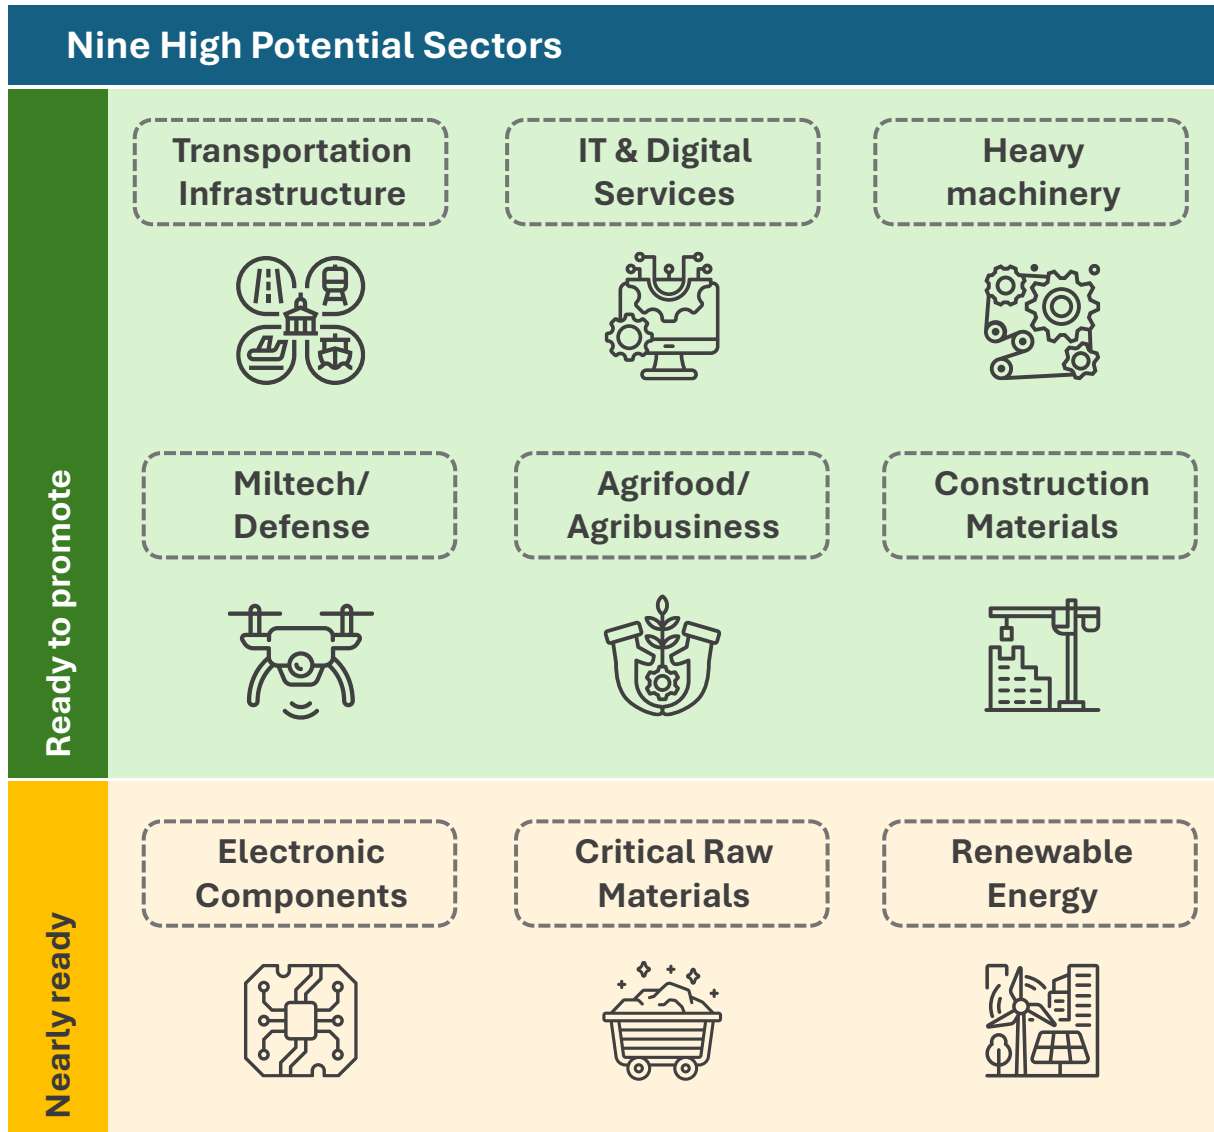 Nine High Potential Sectors
Ready to promote
Transportation
Infrastructure
IT & Digital
Services
Heavy
machinery
Miltech/
Defense
Agrifood/
Agribusiness
Construction
Materials
Nearly ready
Electronic
Components
Critical Raw
Materials
Renewable
Energy